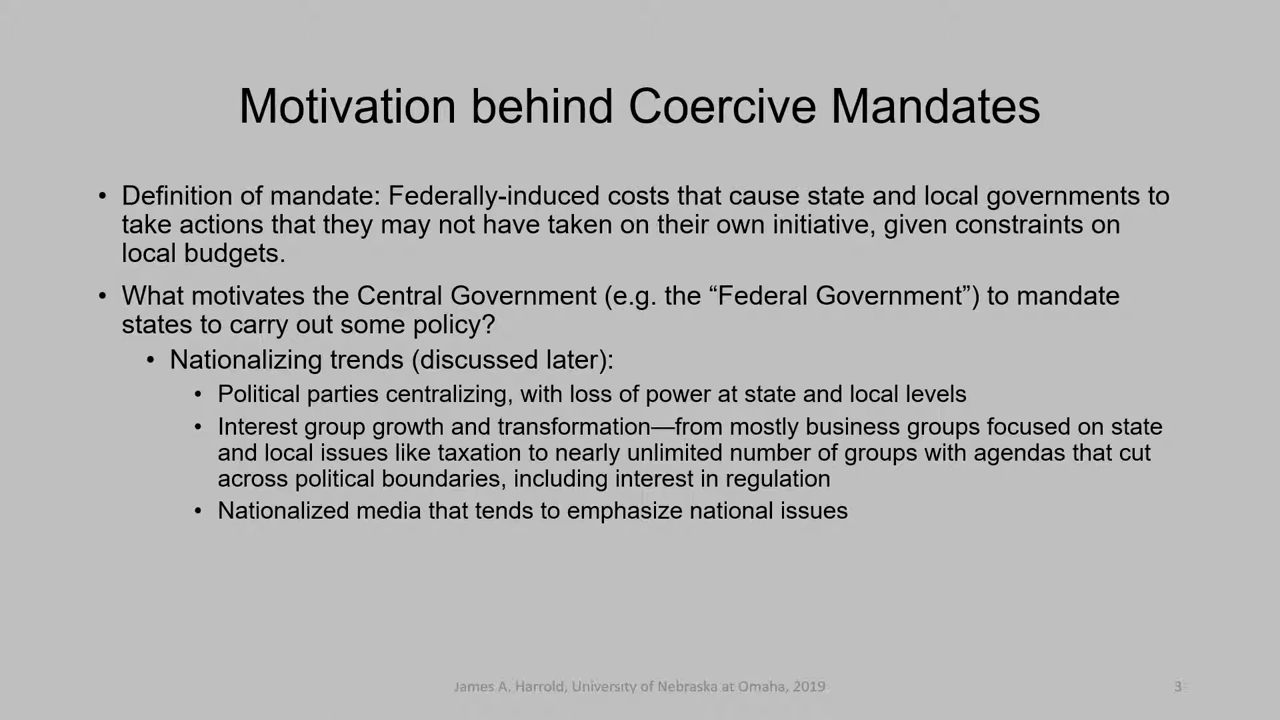 Motivation behind Coercive Mandates
• Definition of mandate: Federally-induced costs that cause state and local governments to
take actions that they may not have taken on their own initiative, given constraints on
local budgets.
• What motivates the Central Government (e.g. the “Federal Government”) to mandate
states to carry out some policy?
• Nationalizing trends (discussed later):
• Political parties centralizing, with loss of power at state and local levels
• Interest group growth and transformation—from mostly business groups focused on state
and local issues like taxation to nearly unlimited number of groups with agendas that cut
across political boundaries, including interest in regulation
• Nationalized media that tends to emphasize national issues
James A. Harrold, University of Nebraska at Omaha, 2019
3